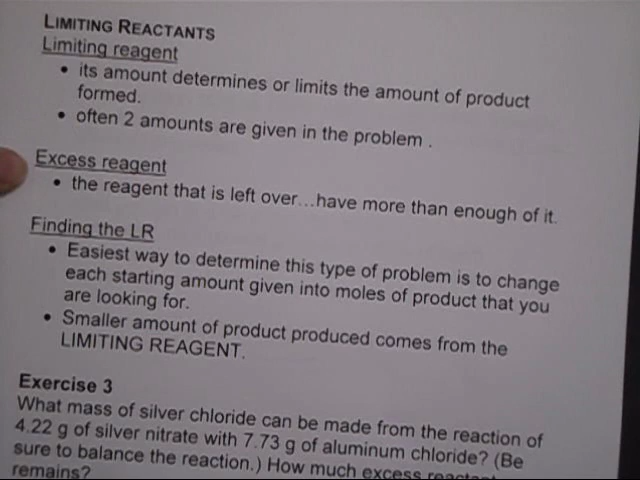 LIMITING REACTANTS
Limiting reagent
• its amount determines or limits the amount of product
formed.
• often 2 amounts are given in the problem .
Excess reagent
• the reagent that is left over…have more than enough of it.
Finding the LR
• Easiest way to determine this type of problem is to change
each starting amount given into moles of product that you
are looking for.
• Smaller amount of product produced comes from the
LIMITING REAGENT.
Exercise 3
What mass of silver chloride can be made from the reaction of
4.22 g of silver nitrate with 7.73 g of aluminum chloride? (Be
sure to balance the reaction.) How much excess
remains?